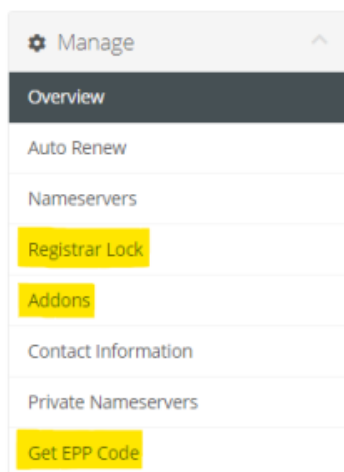 Manage
Overview
Auto Renew
Nameservers
Registrar Lock
Addons
Contact Information
Private Nameservers
Get EPP Code